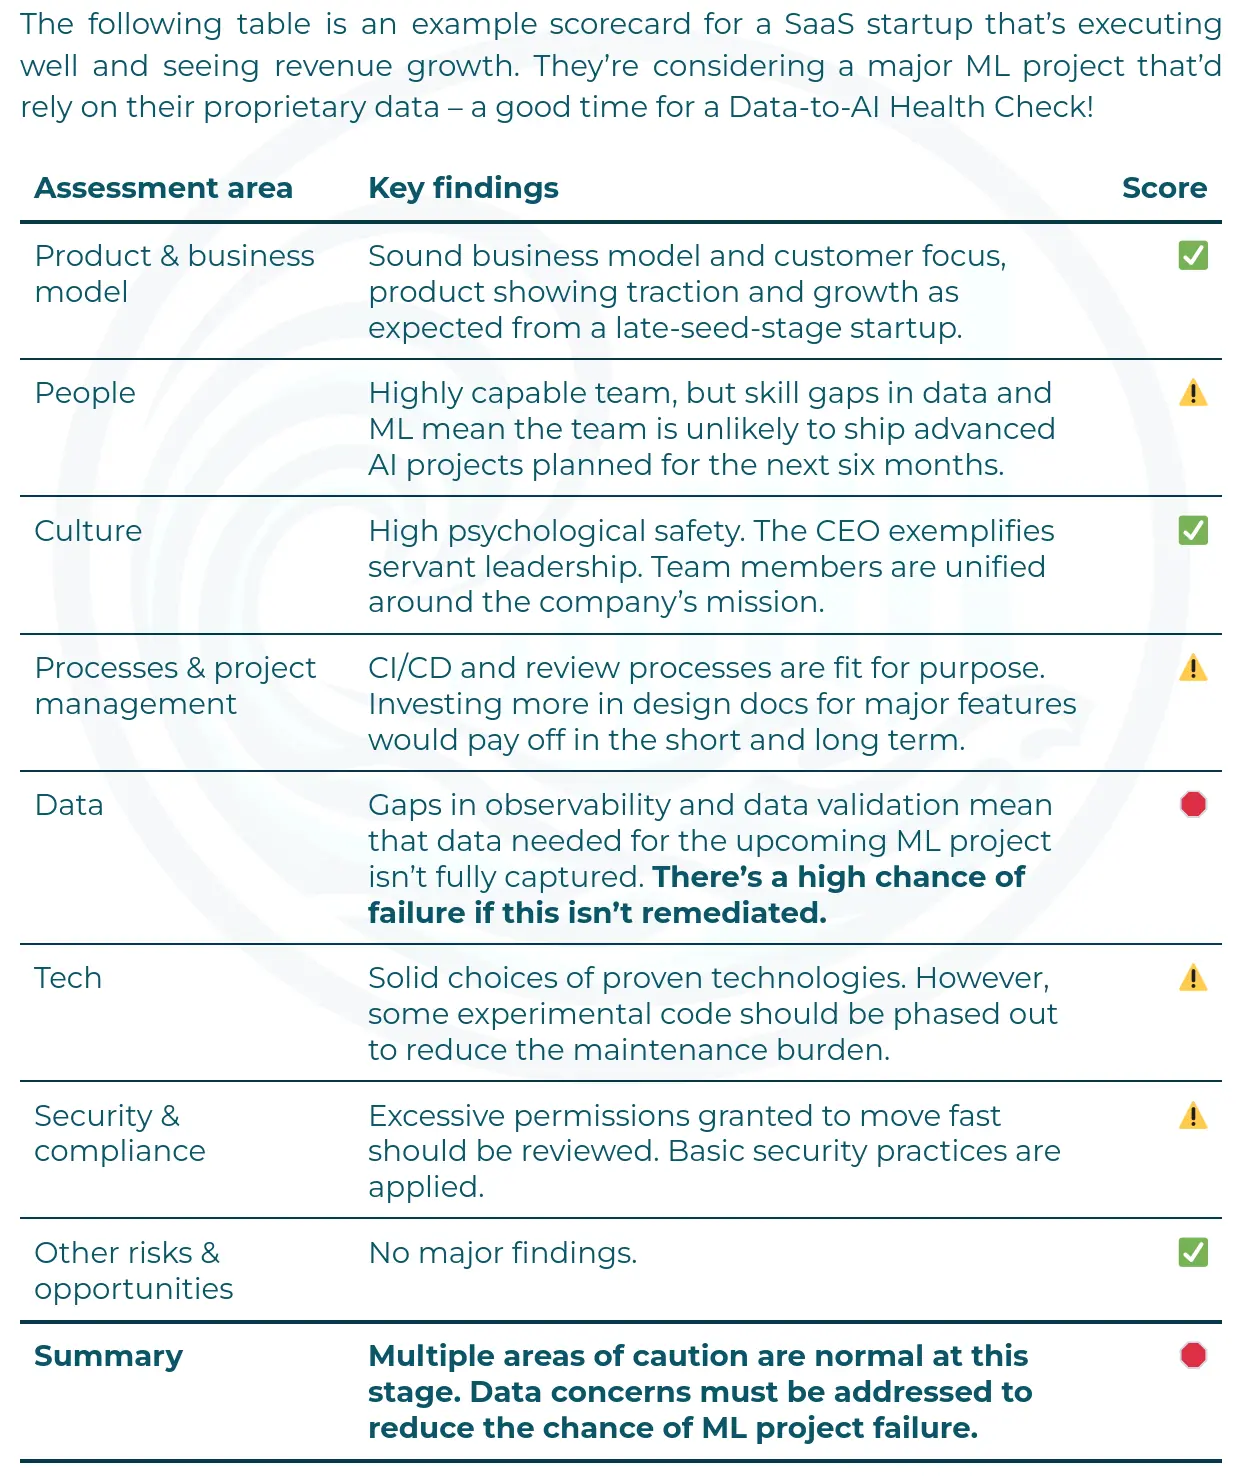 The following table is an example scorecard for a SaaS startup that’s executing
well and seeing revenue growth. They’re considering a major ML project that’d
rely on their proprietary data – a good time for a Data-to-AI Health Check!
Assessment area Key findings Score
Product & business
model
Sound business model and customer focus,
product showing traction and growth as
expected from a late-seed-stage startup.
✅
People
Highly capable team, but skill gaps in data and
ML mean the team is unlikely to ship advanced
AI projects planned for the next six months.
⚠️
Culture
High psychological safety. The CEO exemplifies
servant leadership. Team members are unified
around the company’s mission.
✅
Processes & project
management
CI/CD and review processes are fit for purpose.
Investing more in design docs for major features
would pay off in the short and long term.
⚠️
Data
Gaps in observability and data validation mean
that data needed for the upcoming ML project
isn’t fully captured. There’s a high chance of
failure if this isn’t remediated.
🛑
Tech
Solid choices of proven technologies. However,
some experimental code should be phased out
to reduce the maintenance burden.
⚠️
Security &
compliance
Excessive permissions granted to move fast
should be reviewed. Basic security practices are
applied.
⚠️
Other risks &
opportunities
No major findings.
✅
Summary
Multiple areas of caution are normal at this
stage. Data concerns must be addressed to
reduce the chance of ML project failure.
🛑